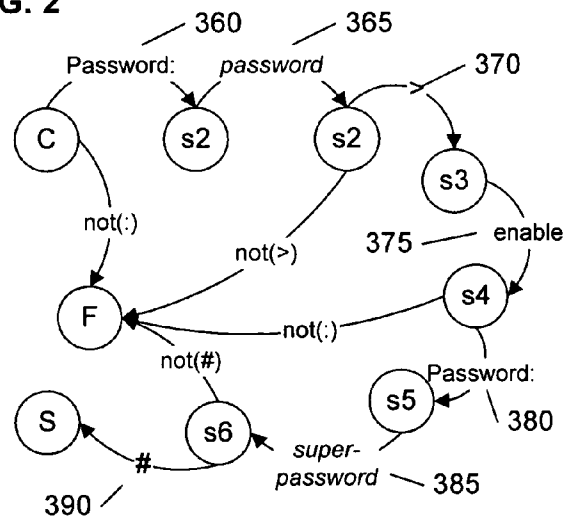 G. 2
360
365
Password:
password
370
>
C
s2
s2
s3
not(:)
375
enable
not(>)
s4
F
not(:)
not(#)
Password:
s5
380
S
s6
super-
password
385
#
390